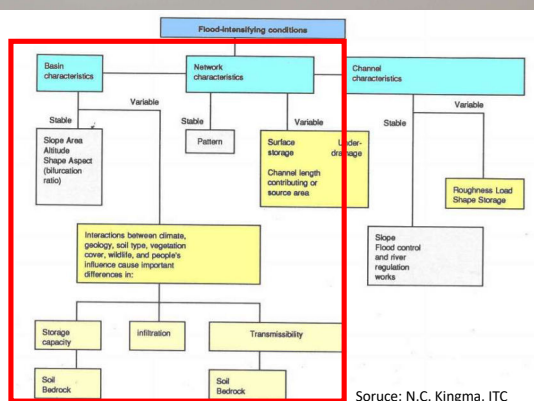 Flood-intensifying conditions
Basin
characteristics
Network
characteristics
Channel
characteristics
Variable
Stable
Stable
Variable
Stable
Variable
Slope Area
Altitude
Shape Aspect
(bifurcation
ratio)
Pattern
Surface Under-
storage drainage
Channel length
contributing or
source area
Roughness Load
Shape Storage
Interactions between climate,
geology, soil type, vegetation
cover, wildlife, and people's
influence cause important
differences in:
Slope
Flood control
and river
regulation
works
Storage
capacity
infiltration
Transmissibility
Soil
Bedrock
Soil
Bedrock
Soruce: N.C. Kingma, ITC